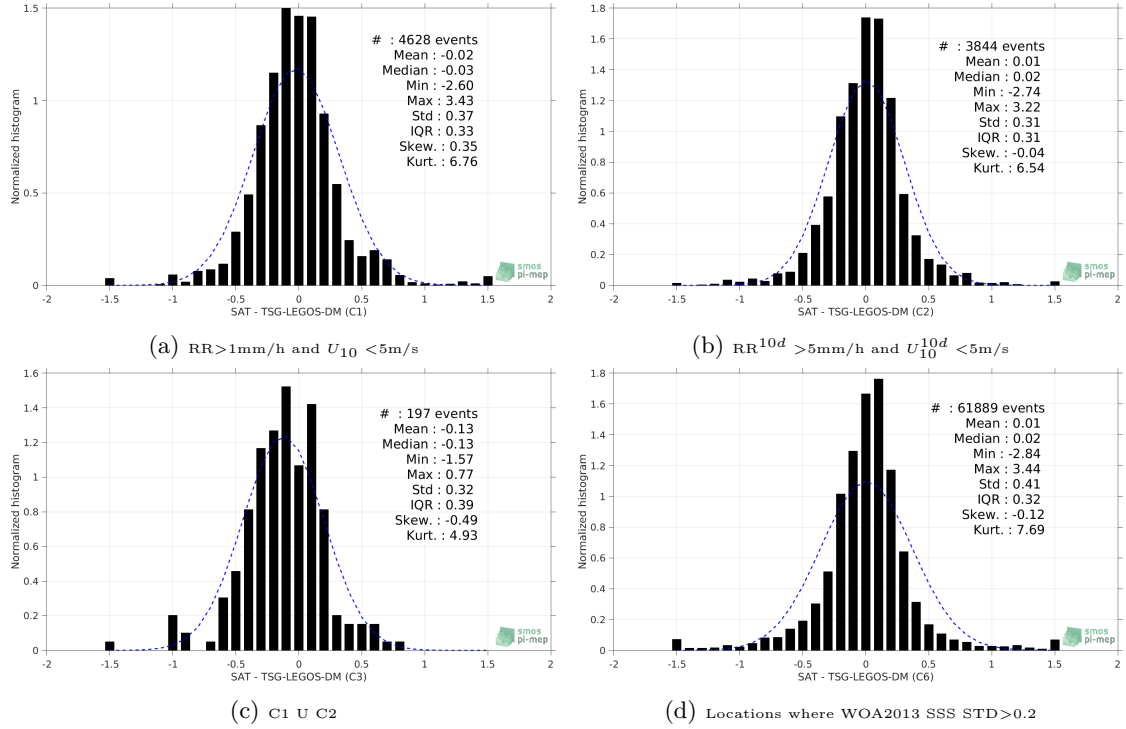 1.5
1
0.5
0
-2
-1.5
-1
-0.5
0
0.5
1
1.5
2
Normalized histogram
SAT - TSG-LEGOS-DM (C1)
# : 4628 events
Mean : -0.02
Median : -0.03
Min : -2.60
Max : 3.43
Std : 0.37
IQR : 0.33
Skew. : 0.35
Kurt. : 6.76
smos
pi-mep
(a) RR>1mm/h and U10 <5m/s
1.8
1.6
1.4
1.2
1
0.8
0.6
0.4
0.2
0
-2
-1.5
-1
-0.5
0
0.5
1
1.5
2
Normalized histogram
SAT - TSG-LEGOS-DM (C2)
# : 3844 events
Mean : 0.01
Median : 0.02
Min : -2.74
Max : 3.22
Std : 0.31
IQR : 0.31
Skew. : -0.04
Kurt. : 6.54
smos
pi-mep
(b) RR^10d >5mm/h and U10^10d <5m/s
1.6
1.4
1.2
1
0.8
0.6
0.4
0.2
0
-2
-1.5
-1
-0.5
0
0.5
1
1.5
2
Normalized histogram
SAT - TSG-LEGOS-DM (C3)
# : 197 events
Mean : -0.13
Median : -0.13
Min : -1.57
Max : 0.77
Std : 0.32
IQR : 0.39
Skew. : -0.49
Kurt. : 4.93
smos
pi-mep
(c) C1 U C2
1.8
1.6
1.4
1.2
1
0.8
0.6
0.4
0.2
0
-2
-1.5
-1
-0.5
0
0.5
1
1.5
2
Normalized histogram
SAT - TSG-LEGOS-DM (C6)
# : 61889 events
Mean : 0.01
Median : 0.02
Min : -2.84
Max : 3.44
Std : 0.41
IQR : 0.32
Skew. : -0.12
Kurt. : 7.69
smos
pi-mep
(d) Locations where WOA2013 SSS STD>0.2